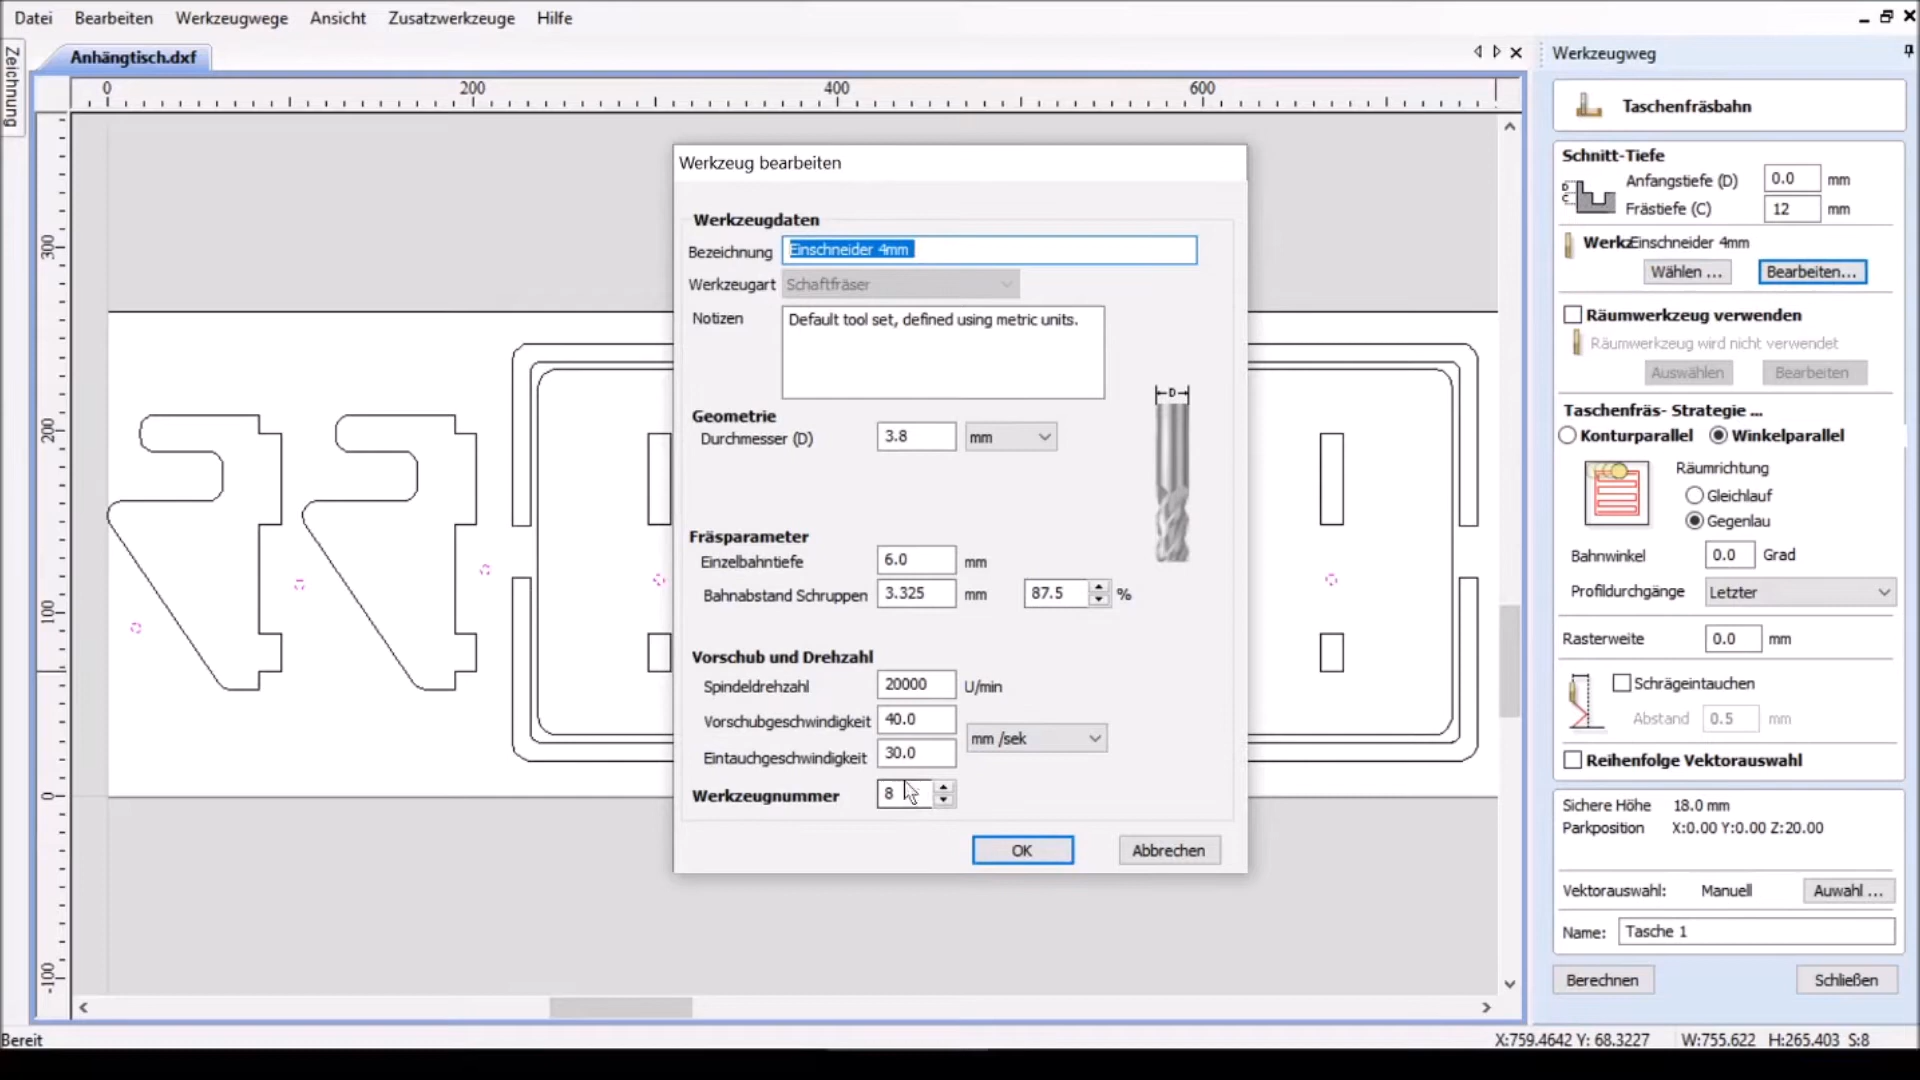 Datei Bearbeiten Werkzeugwege Ansicht Zusatzwerkzeuge Hilfe
Zeichnung
Anhängtisch.dxf
0 200 400 600
300
200
100
0
-100
Werkzeug bearbeiten
Werkzeugdaten
Bezeichnung Einschneider 4mm
Werkzeugart Schaftfräser
Notizen Default tool set, defined using metric units.
D
Geometrie
Durchmesser (D) 3.8 mm
Fräsparameter
Einzelbahntiefe 6.0 mm
Bahnabstand Schruppen 3.325 mm 87.5 %
Vorschub und Drehzahl
Spindeldrehzahl 20000 U/min
Vorschubgeschwindigkeit 40.0
mm /sek
Eintauchgeschwindigkeit 30.0
Werkzeugnummer 8
OK Abbrechen
Werkzeugweg
Taschenfräsbahn
Schnitt-Tiefe
D Anfangstiefe (D) 0.0 mm
C Frästiefe (C) 12 mm
WerkzEinschneider 4mm
Wählen ... Bearbeiten...
Räumwerkzeug verwenden
Räumwerkzeug wird nicht verwendet
Auswählen Bearbeiten
Taschenfräs- Strategie ...
Konturparallel Winkelparallel
Räumrichtung
Gleichlauf
Gegenlau
Bahnwinkel 0.0 Grad
Profildurchgänge Letzter
Rasterweite 0.0 mm
Schrägeintauchen
Abstand 0.5 mm
Reihenfolge Vektorauswahl
Sichere Höhe 18.0 mm
Parkposition X:0.00 Y:0.00 Z:20.00
Vektorauswahl: Manuell Auwahl ...
Name: Tasche 1
Berechnen Schließen
Bereit X:759.4642 Y: 68.3227 W:755.622 H:265.403 S:8